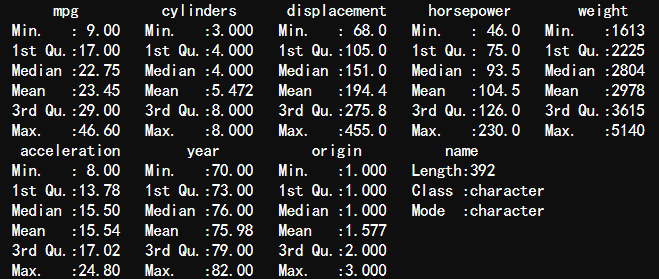 mpg          cylinders      displacement     horsepower        weight    
 Min.   : 9.00   Min.   :3.000   Min.   : 68.0   Min.   : 46.0   Min.   :1613  
 1st Qu.:17.00   1st Qu.:4.000   1st Qu.:105.0   1st Qu.: 75.0   1st Qu.:2225  
 Median :22.75   Median :4.000   Median :151.0   Median : 93.5   Median :2804  
 Mean   :23.45   Mean   :5.472   Mean   :194.4   Mean   :104.5   Mean   :2978  
 3rd Qu.:29.00   3rd Qu.:8.000   3rd Qu.:275.8   3rd Qu.:126.0   3rd Qu.:3615  
 Max.   :46.60   Max.   :8.000   Max.   :455.0   Max.   :230.0   Max.   :5140  
  acceleration        year           origin          name          
 Min.   : 8.00   Min.   :70.00   Min.   :1.000   Length:392        
 1st Qu.:13.78   1st Qu.:73.00   1st Qu.:1.000   Class :character  
 Median :15.50   Median :76.00   Median :1.000   Mode  :character  
 Mean   :15.54   Mean   :75.98   Mean   :1.577  
 3rd Qu.:17.02   3rd Qu.:79.00   3rd Qu.:2.000  
 Max.   :24.80   Max.   :82.00   Max.   :3.000